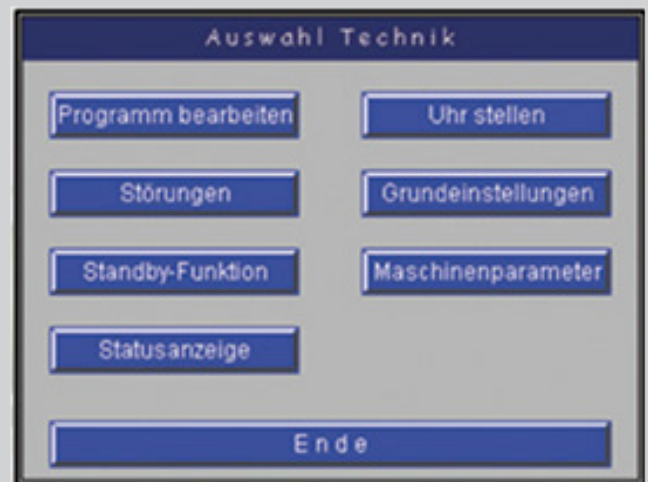 Auswahl Technik
Programm bearbeiten
Uhr stellen
Störungen
Grundeinstellungen
Standby-Funktion
Maschinenparameter
Statusanzeige
Ende